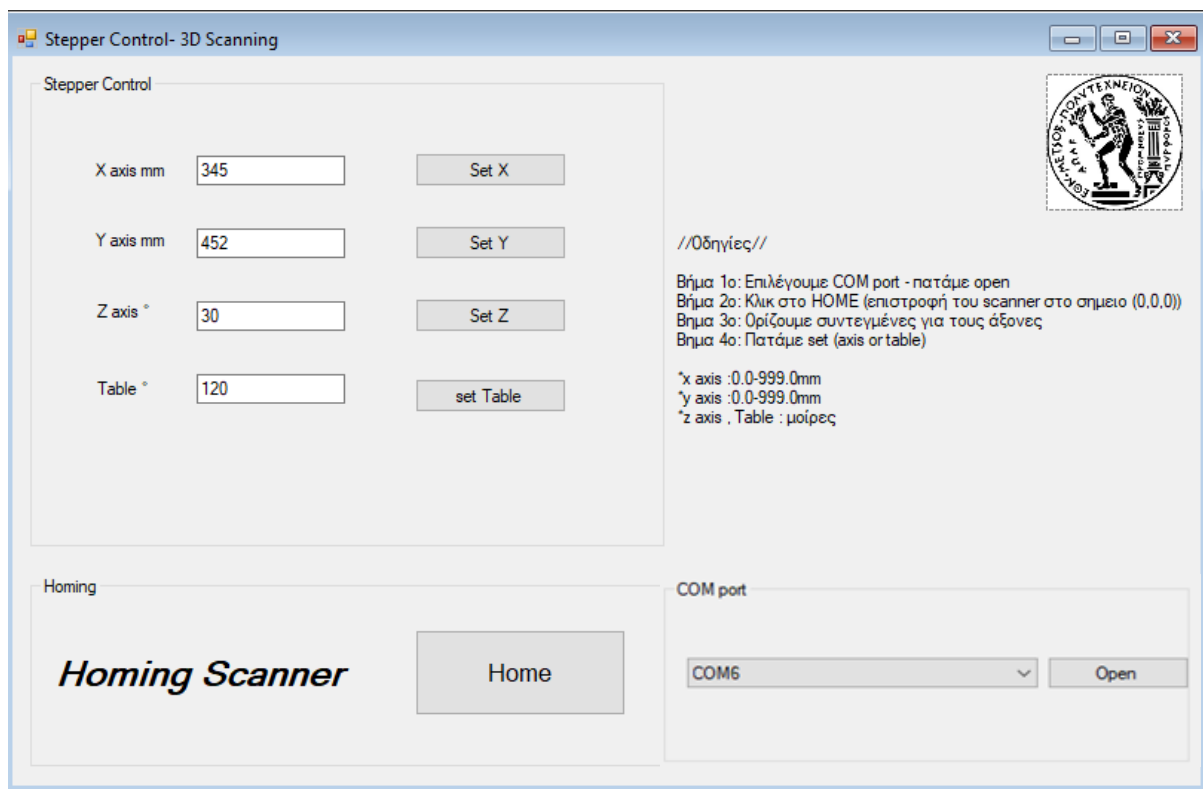 Stepper Control- 3D Scanning
Stepper Control
X axis mm 345 Set X
Y axis mm 452 Set Y
Z axis ° 30 Set Z
Table ° 120 set Table
ΕΘΝ·ΜΕΤΣΟΒ·ΠΟΛΥΤΕΧΝΕΙΟΝ
//Οδηγίες//
Βήμα 1ο: Επιλέγουμε COM port - πατάμε open
Βήμα 2ο: Κλικ στο HOME (επιστροφή του scanner στο σημειο (0,0,0))
Βημα 3ο: Ορίζουμε συντεγμένες για τους άξονες
Βημα 4ο: Πατάμε set (axis or table)
*x axis :0.0-999.0mm
*y axis :0.0-999.0mm
*z axis , Table : μοίρες
Homing
Homing Scanner Home
COM port
COM6 Open